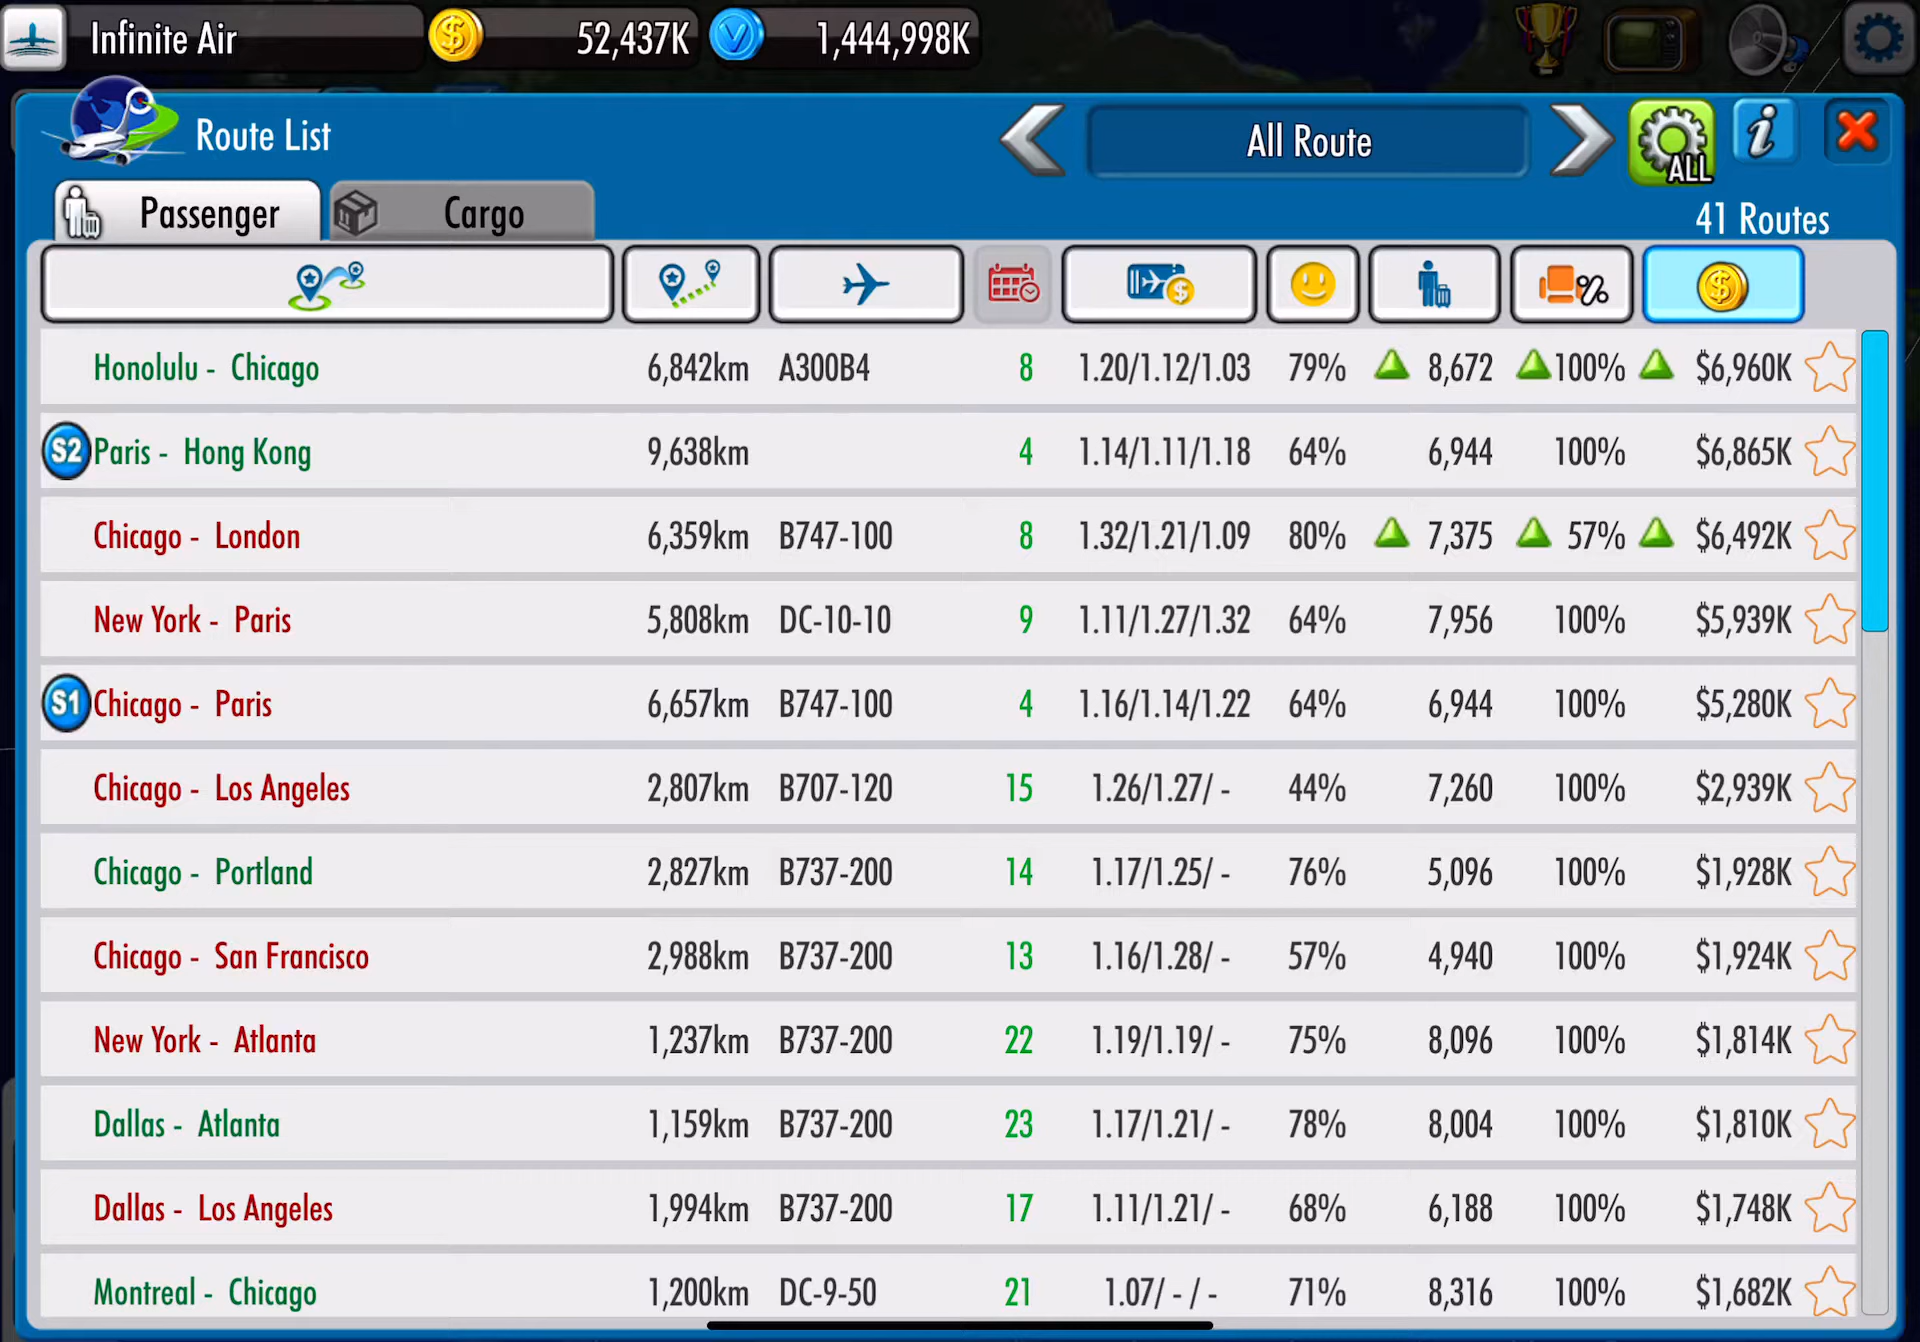 Infinite Air 52,437K 1,444,998K
Route List All Route ALL i
Passenger Cargo 41 Routes
%
Honolulu - Chicago 6,842km A300B4 8 1.20/1.12/1.03 79% 8,672 100% $6,960K
S2 Paris - Hong Kong 9,638km 4 1.14/1.11/1.18 64% 6,944 100% $6,865K
Chicago - London 6,359km B747-100 8 1.32/1.21/1.09 80% 7,375 57% $6,492K
New York - Paris 5,808km DC-10-10 9 1.11/1.27/1.32 64% 7,956 100% $5,939K
S1 Chicago - Paris 6,657km B747-100 4 1.16/1.14/1.22 64% 6,944 100% $5,280K
Chicago - Los Angeles 2,807km B707-120 15 1.26/1.27/ - 44% 7,260 100% $2,939K
Chicago - Portland 2,827km B737-200 14 1.17/1.25/ - 76% 5,096 100% $1,928K
Chicago - San Francisco 2,988km B737-200 13 1.16/1.28/ - 57% 4,940 100% $1,924K
New York - Atlanta 1,237km B737-200 22 1.19/1.19/ - 75% 8,096 100% $1,814K
Dallas - Atlanta 1,159km B737-200 23 1.17/1.21/ - 78% 8,004 100% $1,810K
Dallas - Los Angeles 1,994km B737-200 17 1.11/1.21/ - 68% 6,188 100% $1,748K
Montreal - Chicago 1,200km DC-9-50 21 1.07/ - / - 71% 8,316 100% $1,682K